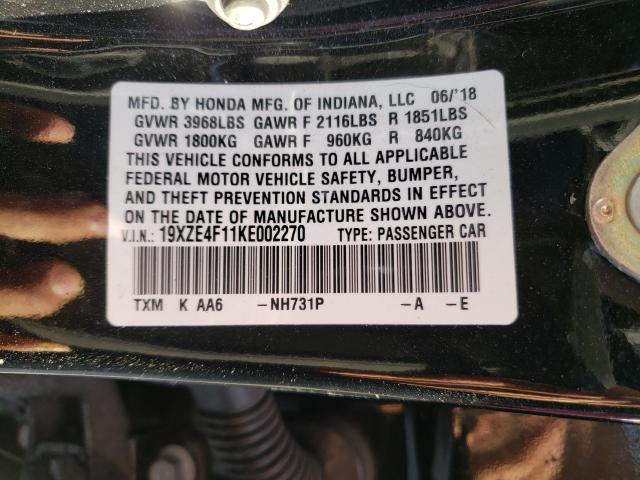 MFD. BY HONDA MFG. OF INDIANA, LLC 06/'18
GVWR 3968LBS GAWR F 2116LBS R 1851LBS
GVWR 1800KG GAWR F 960KG R 840KG
THIS VEHICLE CONFORMS TO ALL APPLICABLE
FEDERAL MOTOR VEHICLE SAFETY, BUMPER,
AND THEFT PREVENTION STANDARDS IN EFFECT
ON THE DATE OF MANUFACTURE SHOWN ABOVE.
V.I.N.: 19XZE4F11KE002270 TYPE: PASSENGER CAR
TXM K AA6 -NH731P -A -E